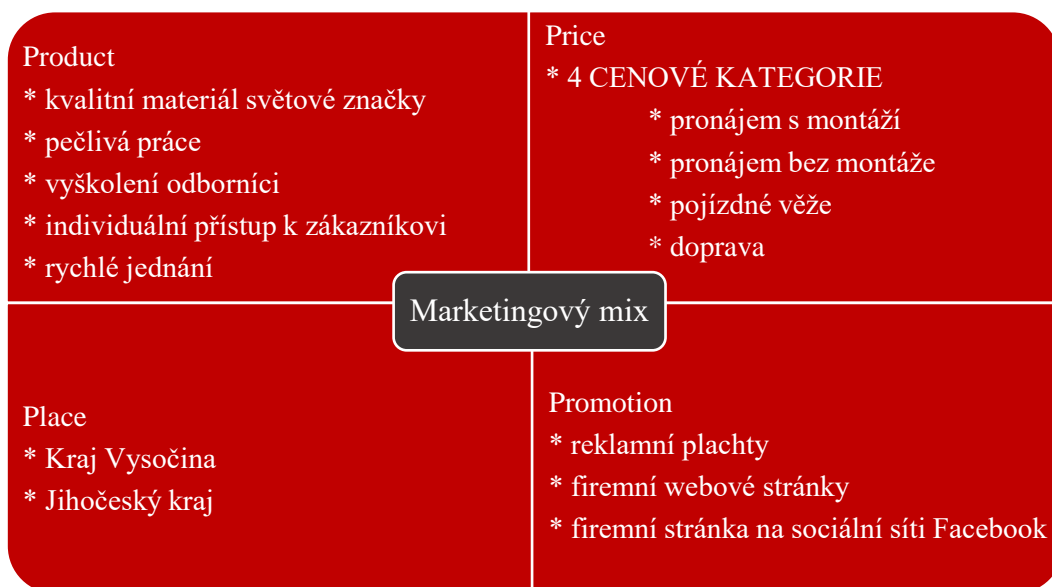 Product
* kvalitní materiál světové značky
* pečlivá práce
* vyškolení odborníci
* individuální přístup k zákazníkovi
* rychlé jednání
Price
* 4 CENOVÉ KATEGORIE
* pronájem s montáží
* pronájem bez montáže
* pojízdné věže
* doprava
Marketingový mix
Place
* Kraj Vysočina
* Jihočeský kraj
Promotion
* reklamní plachty
* firemní webové stránky
* firemní stránka na sociální síti Facebook